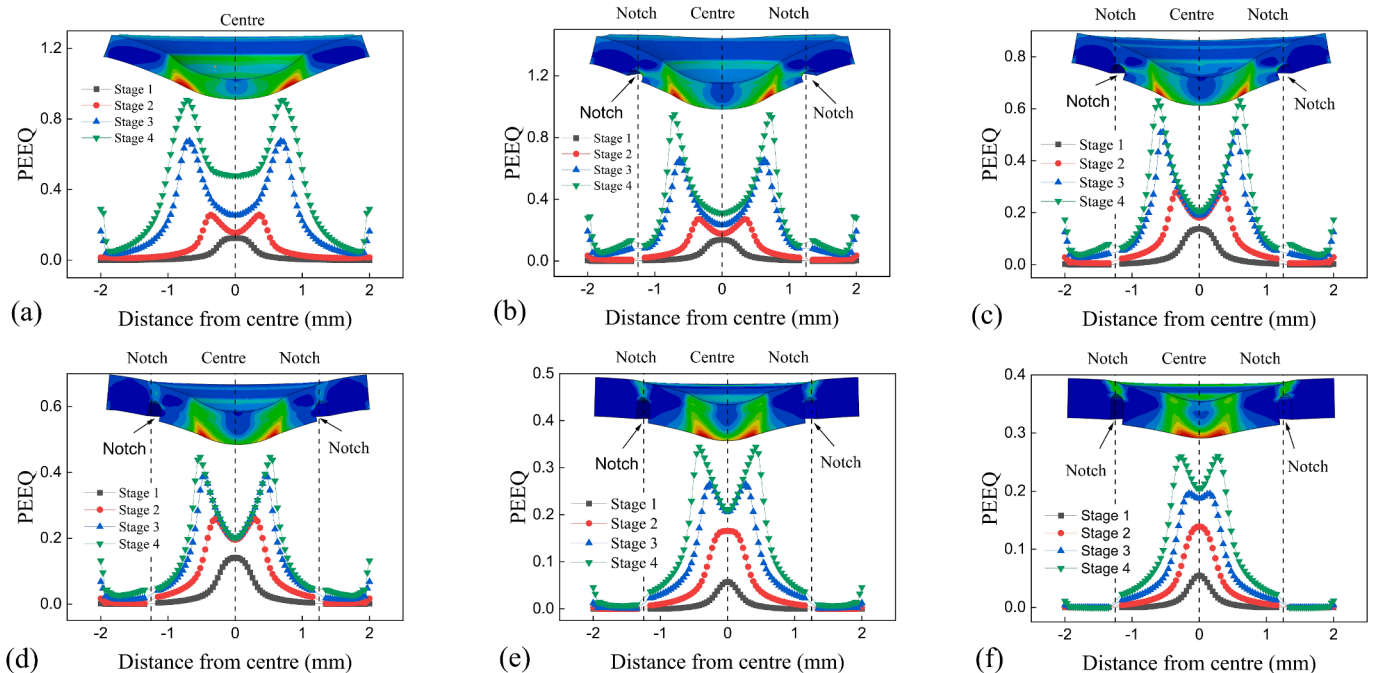 Centre
1.2
0.8
0.4
0.0
PEEQ
Stage 1
Stage 2
Stage 3
Stage 4
-2 -1 0 1 2
(a) Distance from centre (mm)
Notch Centre Notch
1.8
1.2
0.6
0.0
PEEQ
Notch Notch
Stage 1
Stage 2
Stage 3
Stage 4
-2 -1 0 1 2
(b) Distance from centre (mm)
Notch Centre Notch
0.8
0.6
0.4
0.2
0.0
PEEQ
Notch Notch
Stage 1
Stage 2
Stage 3
Stage 4
-2 -1 0 1 2
(c) Distance from centre (mm)
Notch Centre Notch
0.6
0.4
0.2
0.0
PEEQ
Notch Notch
Stage 1
Stage 2
Stage 3
Stage 4
-2 -1 0 1 2
(d) Distance from centre (mm)
Notch Centre Notch
0.5
0.4
0.3
0.2
0.1
0.0
PEEQ
Notch Notch
Stage 1
Stage 2
Stage 3
Stage 4
-2 -1 0 1 2
(e) Distance from centre (mm)
Notch Centre Notch
0.4
0.3
0.2
0.1
0.0
PEEQ
Notch Notch
Stage 1
Stage 2
Stage 3
Stage 4
-2 -1 0 1 2
(f) Distance from centre (mm)